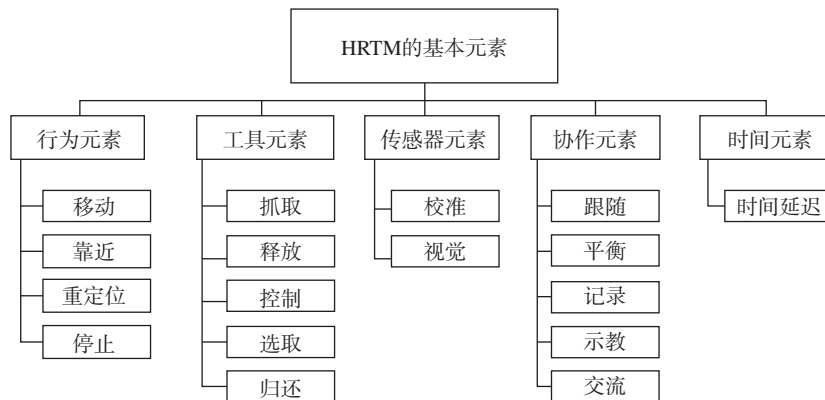 HRTM的基本元素
行为元素
工具元素
传感器元素
协作元素
时间元素
移动
靠近
重定位
停止
抓取
释放
控制
选取
归还
校准
视觉
跟随
平衡
记录
示教
交流
时间延迟